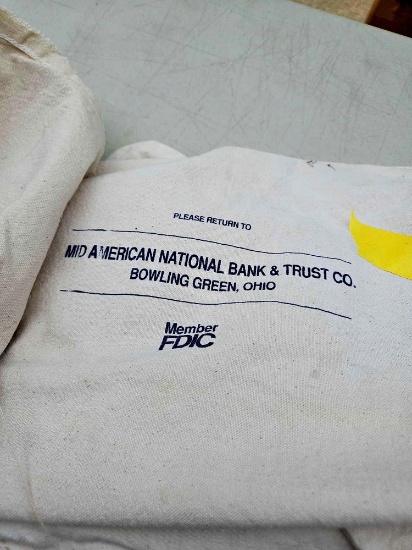 PLEASE RETURN TO
MID AMERICAN NATIONAL BANK & TRUST CO.
BOWLING GREEN, OHIO
Member
FDIC